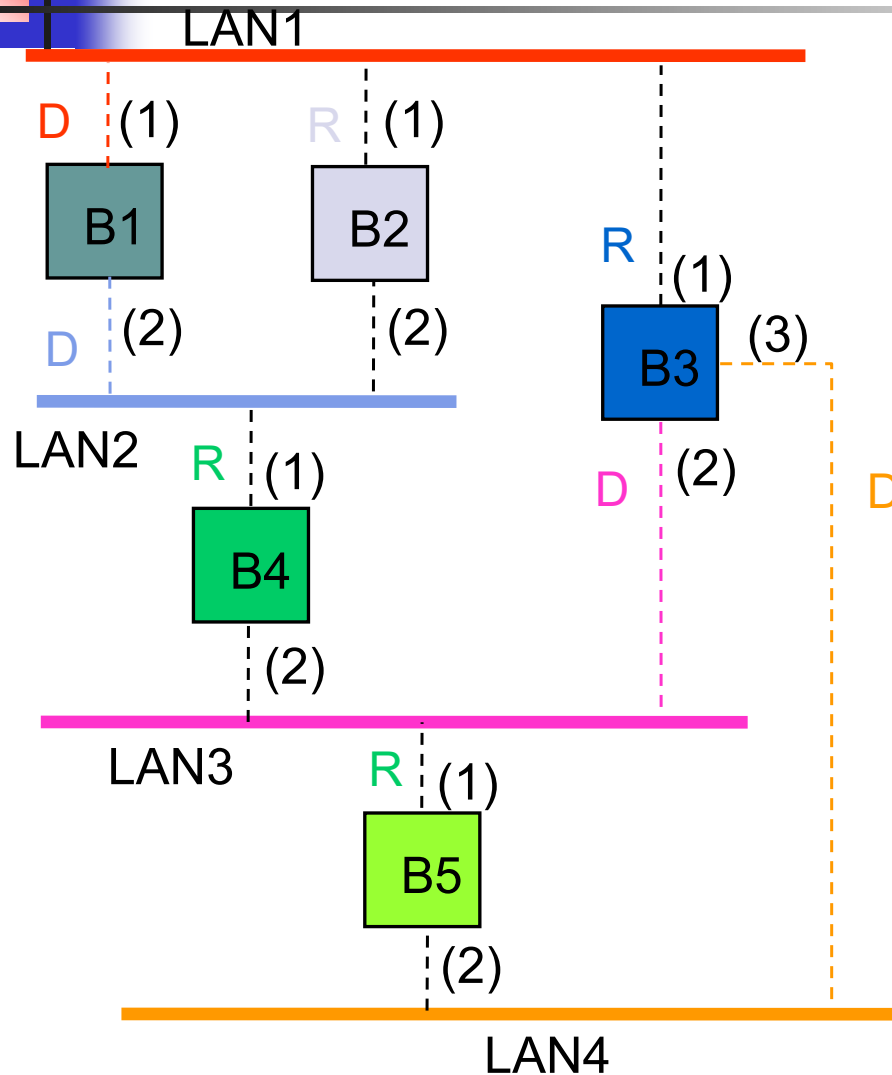 LAN1
D (1) R (1)
B1 B2
R
(1)
(3)
B3
D (2) (2)
LAN2
R (1)
D (2)
D
B4
(2)
LAN3
R (1)
B5
(2)
LAN4